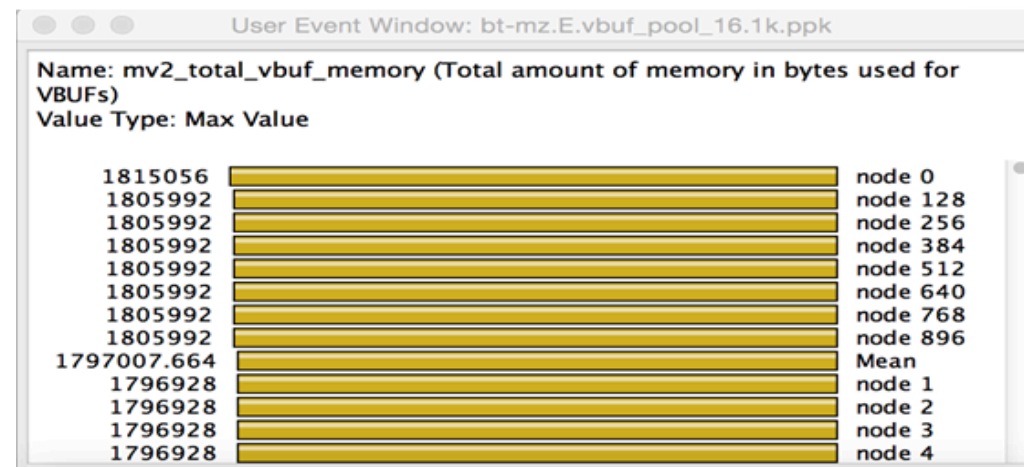 User Event Window: bt-mz.E.vbuf_pool_16.1k.ppk
Name: mv2_total_vbuf_memory (Total amount of memory in bytes used for
VBUFs)
Value Type: Max Value
1815056 node 0
1805992 node 128
1805992 node 256
1805992 node 384
1805992 node 512
1805992 node 640
1805992 node 768
1805992 node 896
1797007.664 Mean
1796928 node 1
1796928 node 2
1796928 node 3
1796928 node 4